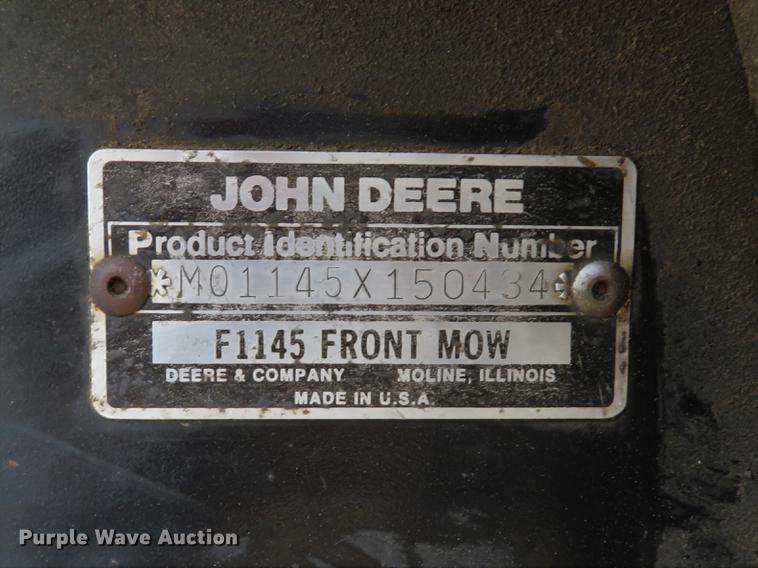 JOHN DEERE
Product Identification Number
*M01145X150434*
F1145 FRONT MOW
DEERE & COMPANY MOLINE, ILLINOIS
MADE IN U.S.A.
Purple Wave Auction